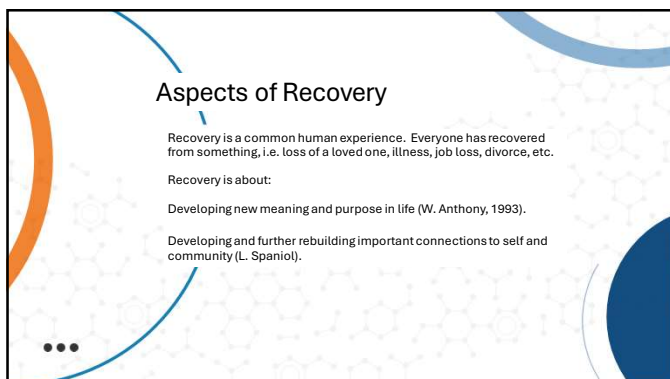 Aspects of Recovery
Recovery is a common human experience.  Everyone has recovered
from something, i.e. loss of a loved one, illness, job loss, divorce, etc.
Recovery is about:
Developing new meaning and purpose in life (W. Anthony, 1993).
Developing and further rebuilding important connections to self and
community (L. Spaniol).